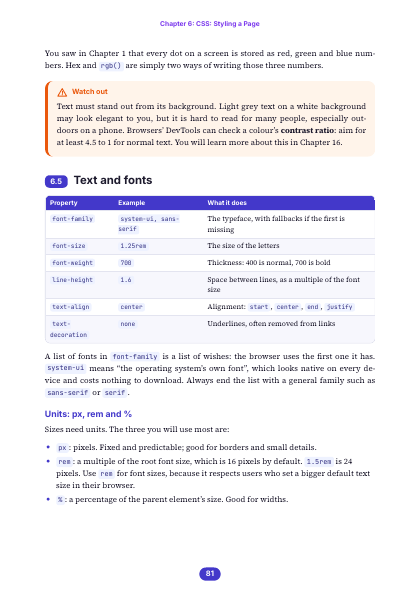 Chapter 6: CSS: Styling a Page
You saw in Chapter 1 that every dot on a screen is stored as red, green and blue num-
bers. Hex and rgb() are simply two ways of writing those three numbers.
Watch out
Text must stand out from its background. Light grey text on a white background
may look elegant to you, but it is hard to read for many people, especially out-
doors on a phone. Browsers' DevTools can check a colour's contrast ratio: aim for
at least 4.5 to 1 for normal text. You will learn more about this in Chapter 16.
6.5 Text and fonts
Property Example What it does
font-family system-ui, sans- The typeface, with fallbacks if the first is
serif missing
font-size 1.25rem The size of the letters
font-weight 700 Thickness: 400 is normal, 700 is bold
line-height 1.6 Space between lines, as a multiple of the font
size
text-align center Alignment: start, center, end, justify
text- none Underlines, often removed from links
decoration
A list of fonts in font-family is a list of wishes: the browser uses the first one it has.
system-ui means “the operating system's own font”, which looks native on every de-
vice and costs nothing to download. Always end the list with a general family such as
sans-serif or serif.
Units: px, rem and %
Sizes need units. The three you will use most are:
• px: pixels. Fixed and predictable; good for borders and small details.
• rem: a multiple of the root font size, which is 16 pixels by default. 1.5rem is 24
pixels. Use rem for font sizes, because it respects users who set a bigger default text
size in their browser.
• %: a percentage of the parent element's size. Good for widths.
81